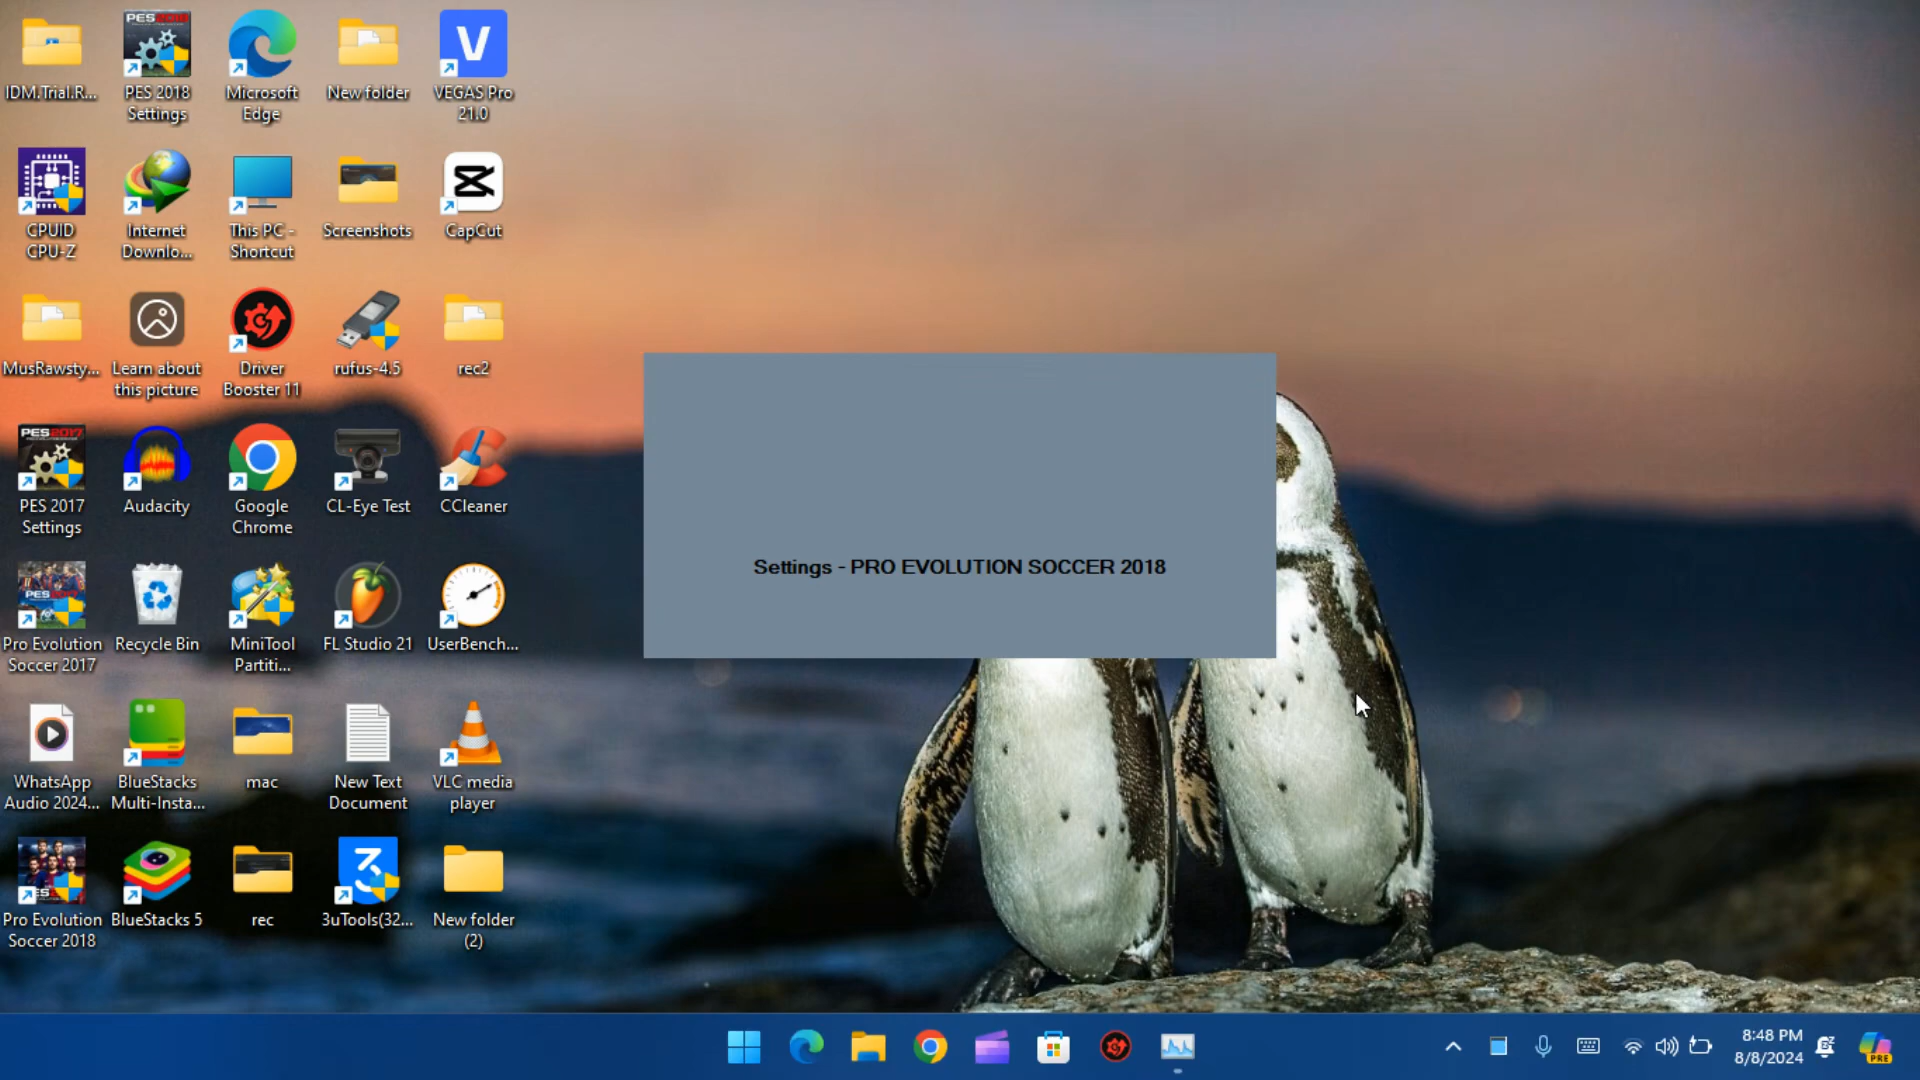 IDM.Trial.R...
PES 2018
Settings
Microsoft
Edge
New folder
VEGAS Pro
21.0
CPUID
CPU-Z
Internet
Downlo...
This PC -
Shortcut
Screenshots
CapCut
MusRawsty...
Learn about
this picture
Driver
Booster 11
rufus-4.5
rec2
PES 2017
Settings
Audacity
Google
Chrome
CL-Eye Test
CCleaner
Settings - PRO EVOLUTION SOCCER 2018
Pro Evolution
Soccer 2017
Recycle Bin
MiniTool
Partiti...
FL Studio 21
UserBench...
WhatsApp
Audio 2024...
BlueStacks
Multi-Insta...
mac
New Text
Document
VLC media
player
Pro Evolution
Soccer 2018
BlueStacks 5
rec
3uTools(32...
New folder
(2)
8:48 PM
8/8/2024
PRE